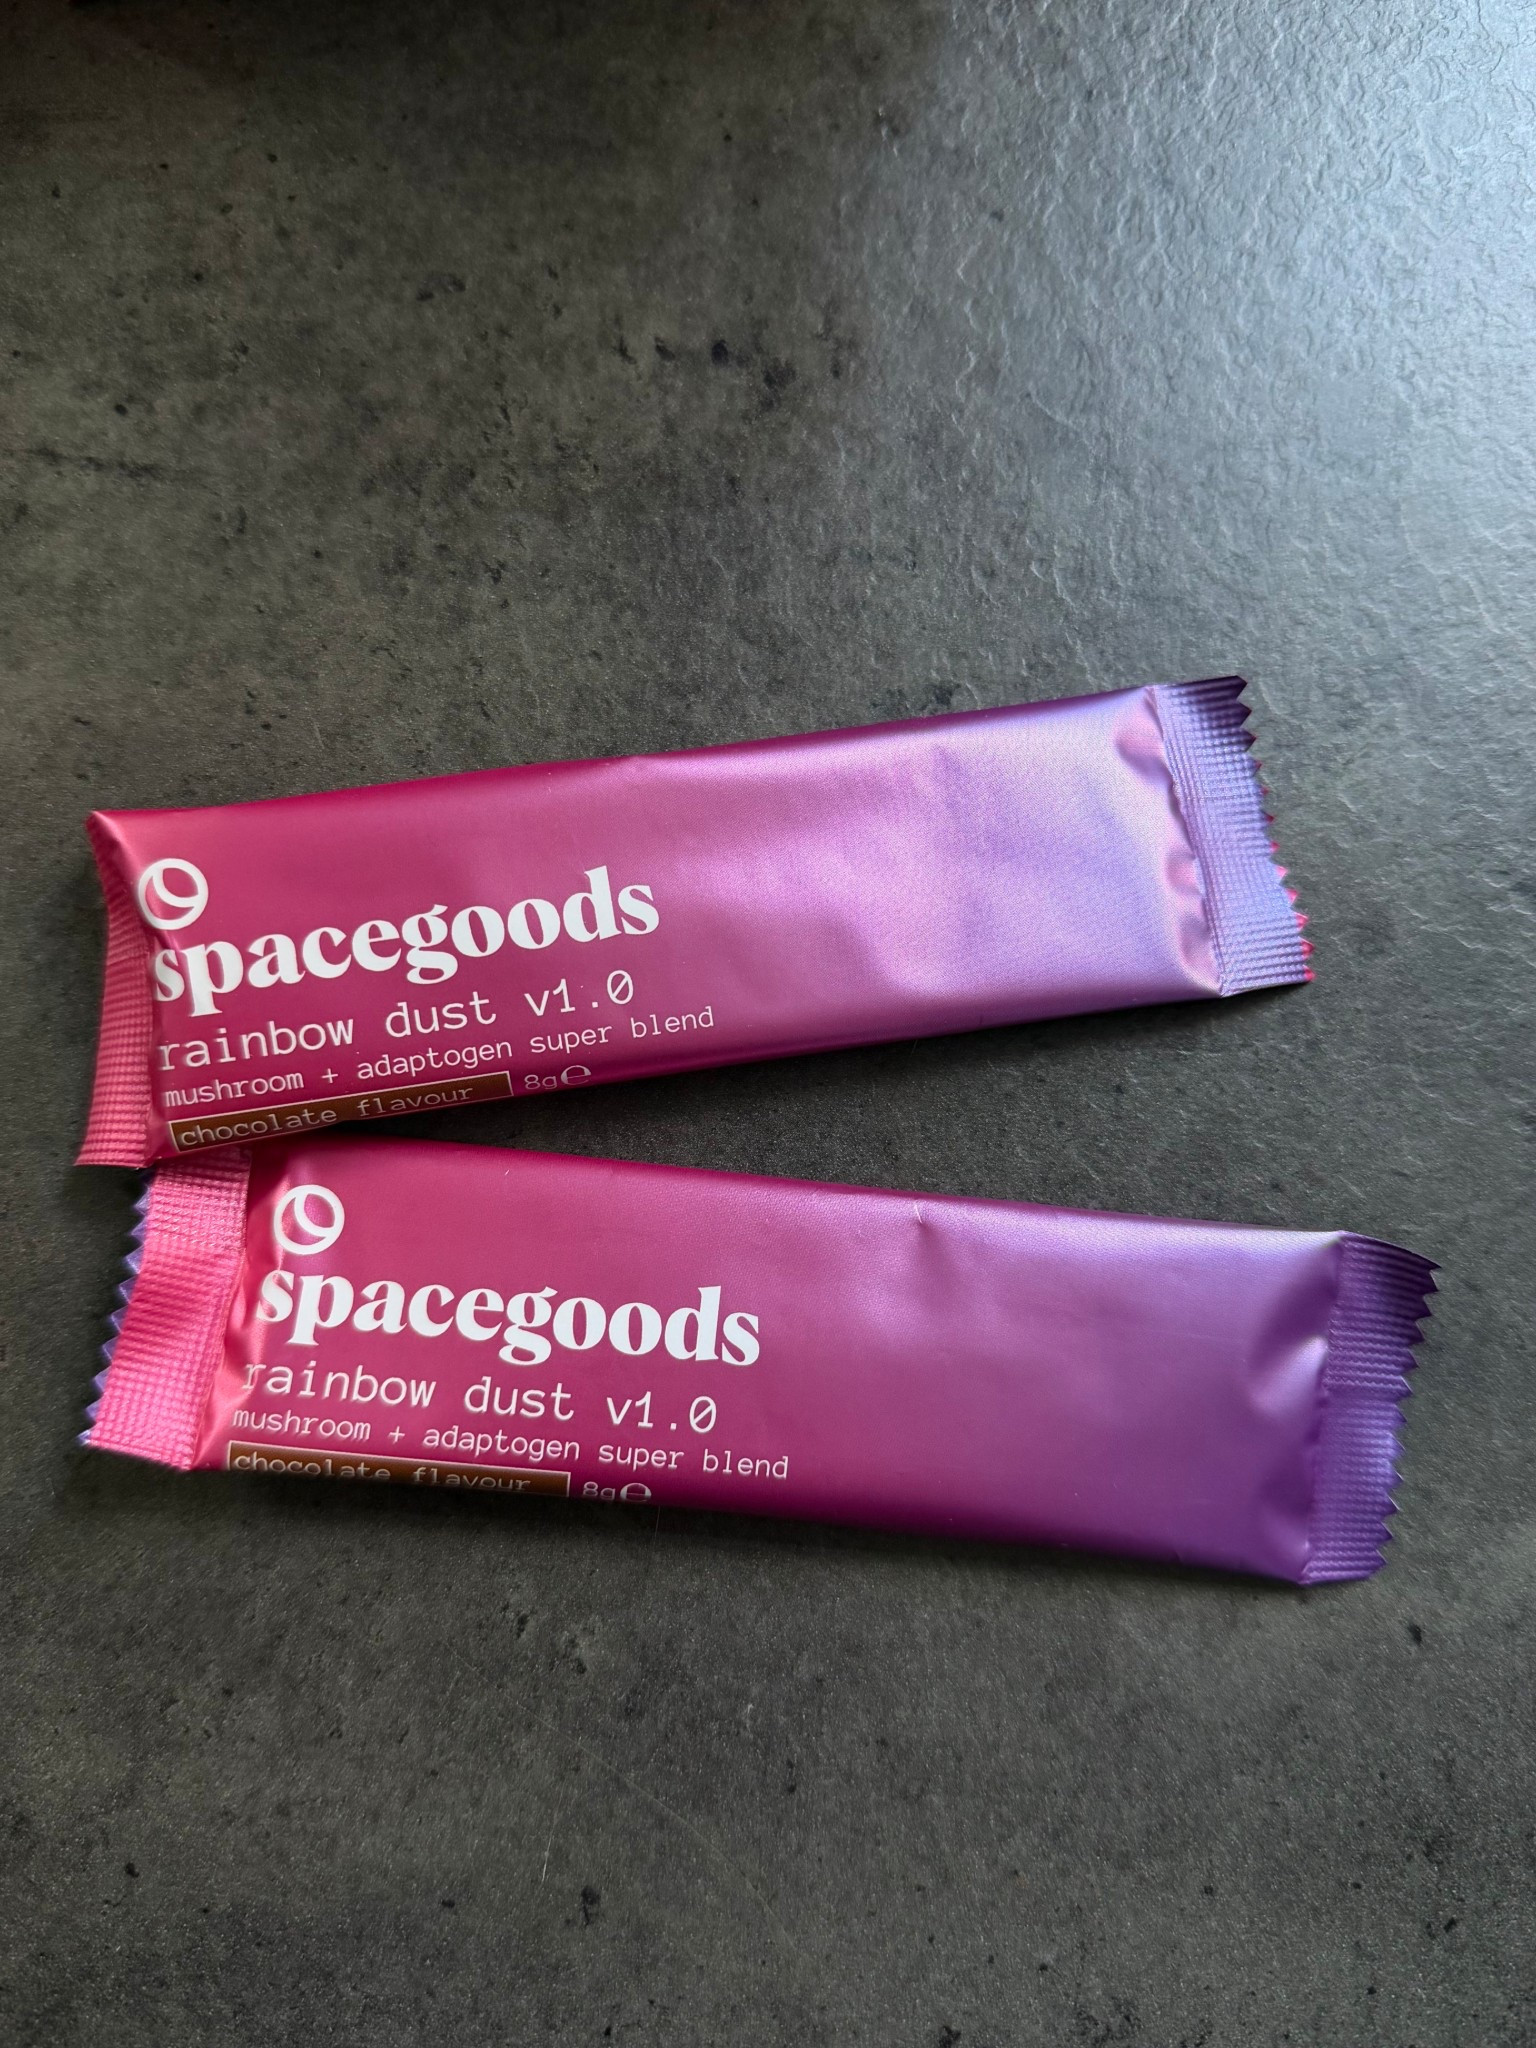 spacegoods
rainbow dust v1.0
mushroom + adaptogen super blend
chocolate flavour 8g℮
spacegoods
rainbow dust v1.0
mushroom + adaptogen super blend
chocolate flavour 8g℮